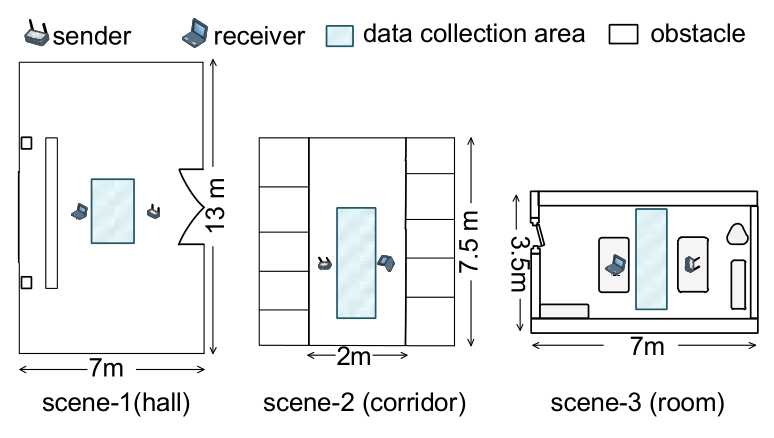 sender receiver data collection area obstacle
13 m
7m
scene-1(hall)
7.5 m
2m
scene-2 (corridor)
3.5m
7m
scene-3 (room)